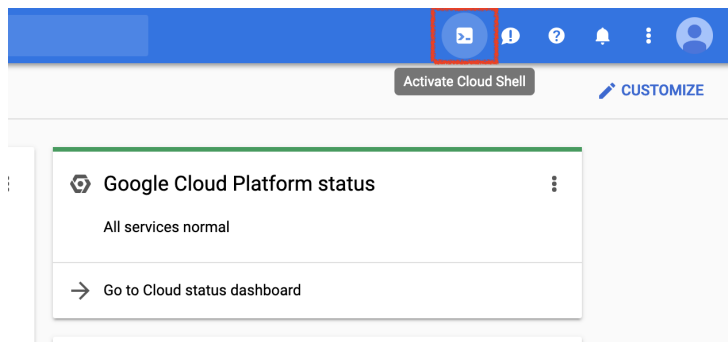 Activate Cloud Shell
CUSTOMIZE
Google Cloud Platform status
All services normal
Go to Cloud status dashboard